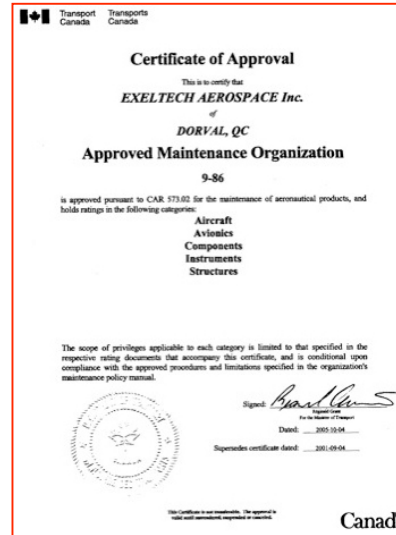 Transport Transports
Canada Canada
Certificate of Approval
This is to certify that
EXELTECH AEROSPACE Inc.
of
DORVAL, QC
Approved Maintenance Organization
9-86
is approved pursuant to CAR 573.02 for the maintenance of aeronautical products, and
holds ratings in the following categories:
Aircraft
Avionics
Components
Instruments
Structures
The scope of privileges applicable to each category is limited to that specified in the
respective rating documents that accompany this certificate, and is conditional upon
compliance with the approved procedures and limitations specified in the organization's
maintenance policy manual.
Signed:
For the Minister of Transport
Dated: 2005-10-04
Supersedes certificate dated: 2001-09-04
This Certificate is not transferable. The approval is
valid until surrendered, suspended or cancelled.
Canad